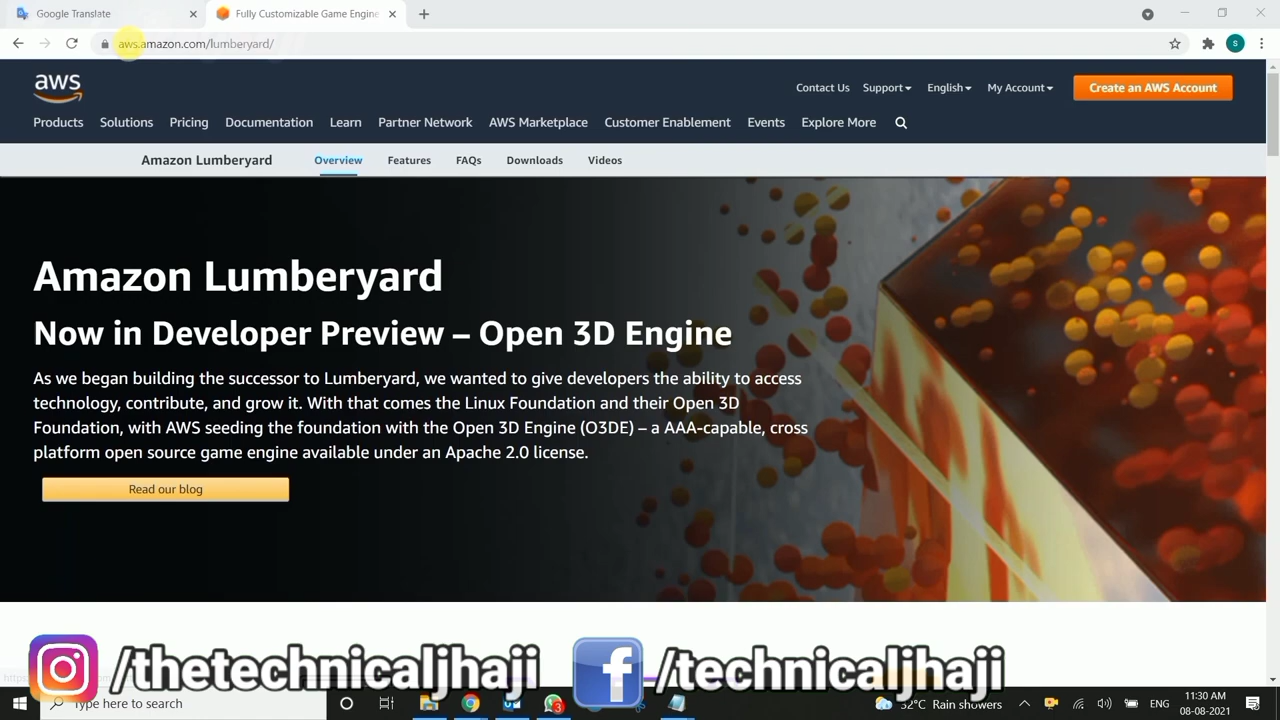 Google Translate
Fully Customizable Game Engine
aws.amazon.com/lumberyard/
S
aws
Contact Us Support English My Account Create an AWS Account
Products Solutions Pricing Documentation Learn Partner Network AWS Marketplace Customer Enablement Events Explore More
Amazon Lumberyard Overview Features FAQs Downloads Videos
Amazon Lumberyard
Now in Developer Preview – Open 3D Engine
As we began building the successor to Lumberyard, we wanted to give developers the ability to access
technology, contribute, and grow it. With that comes the Linux Foundation and their Open 3D
Foundation, with AWS seeding the foundation with the Open 3D Engine (O3DE) – a AAA-capable, cross
platform open source game engine available under an Apache 2.0 license.
Read our blog
/thetechnicaljhaji f /technicaljhaji
Type here to search
3
32°C Rain showers
ENG
11:30 AM
08-08-2021